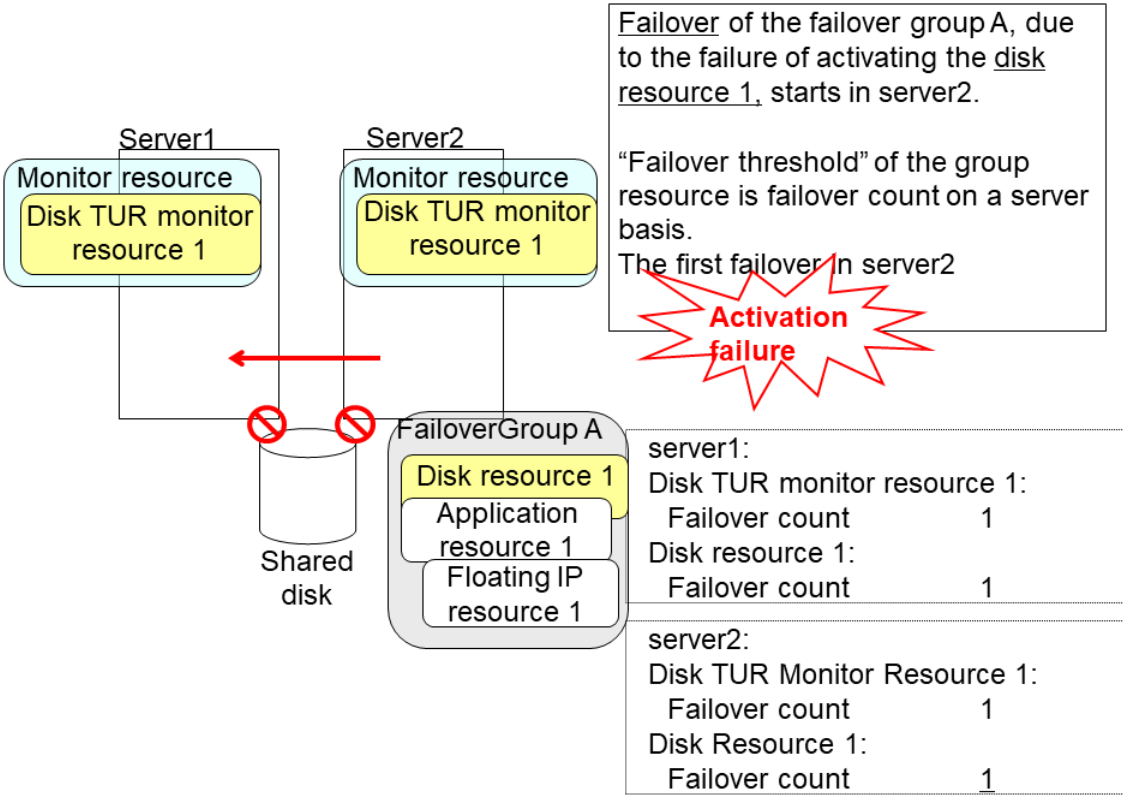 Failover of the failover group A, due
to the failure of activating the disk
resource 1, starts in server2.
“Failover threshold” of the group
resource is failover count on a server
basis.
The first failover in server2
Activation
failure
Server1
Monitor resource
Disk TUR monitor
resource 1
Server2
Monitor resource
Disk TUR monitor
resource 1
Shared
disk
FailoverGroup A
Disk resource 1
Application
resource 1
Floating IP
resource 1
server1:
Disk TUR monitor resource 1:
Failover count 1
Disk resource 1:
Failover count 1
server2:
Disk TUR Monitor Resource 1:
Failover count 1
Disk Resource 1:
Failover count 1